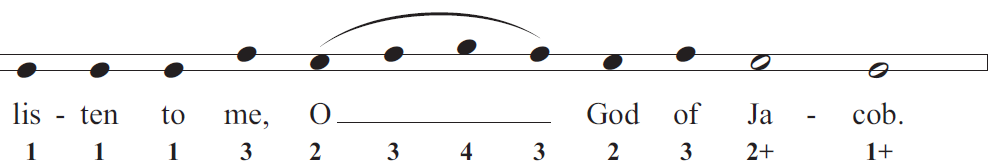 lis - ten to me, O God of Ja - cob.
1 1 1 3 2 3 4 3 2 3 2+ 1+